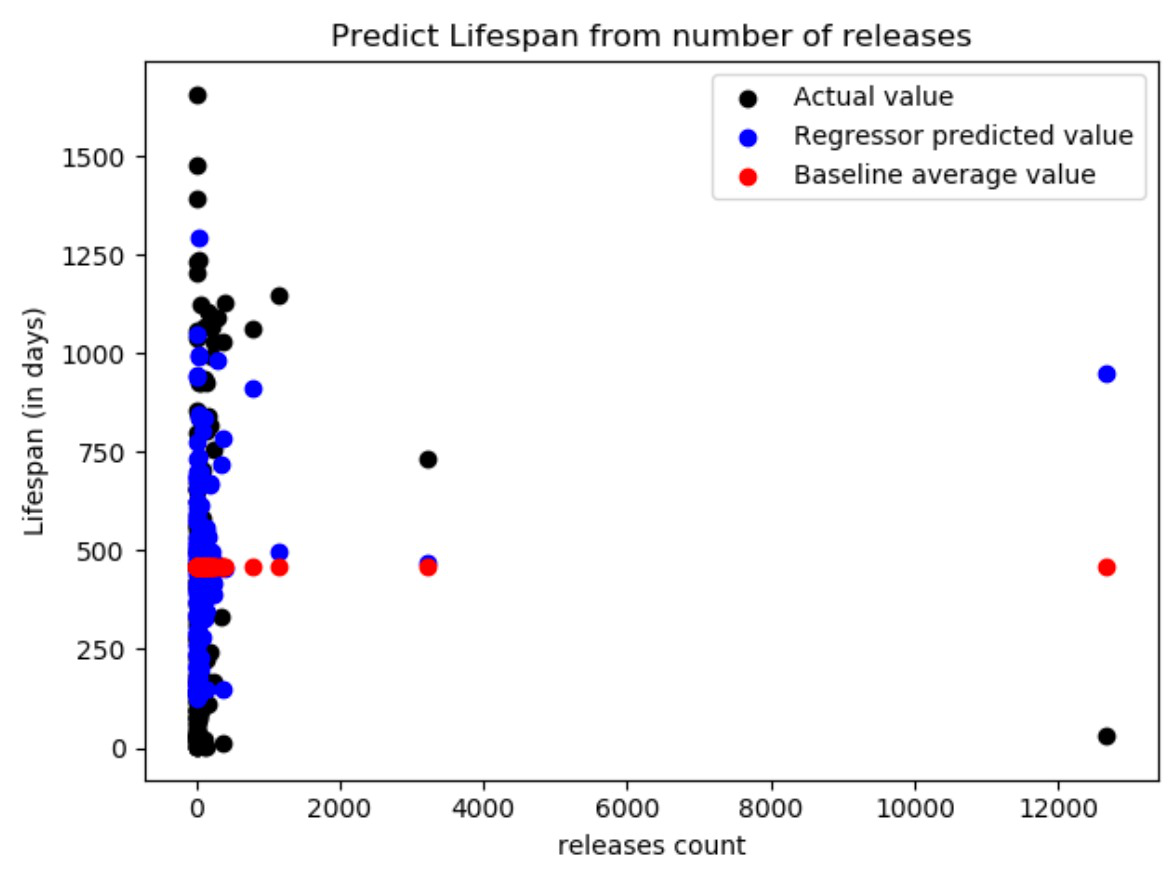 Predict Lifespan from number of releases
Actual value
Regressor predicted value
Baseline average value
Lifespan (in days)
1500
1250
1000
750
500
250
0
0 2000 4000 6000 8000 10000 12000
releases count